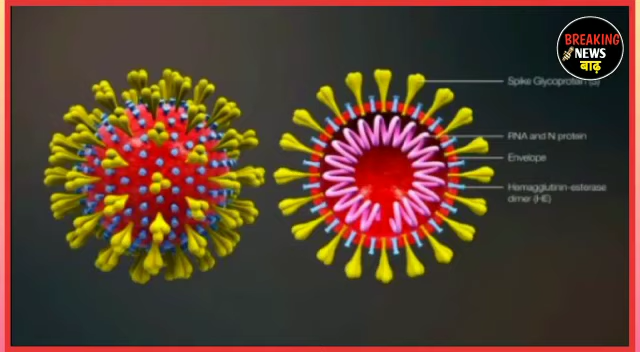 BREAKING
NEWS
बाढ़
Spike Glycoprotein (S)
RNA and N protein
Envelope
Hemagglutinin-esterase
dimer (HE)